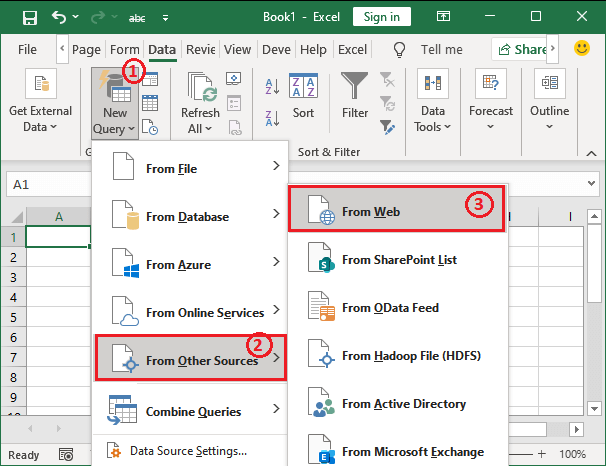 abc
Book1 - Excel
Sign in
File
Page
Form
Data
Revic
View
Deve
Help
Excel
Tell me
Share
1
Get External
Data
New
Query
Refresh
All
Z A
A Z
Sort
Filter
Data
Tools
Forecast
Outline
G
Sort & Filter
A1
A
I
1
2
3
4
5
6
7
8
9
10
From File
From Database
From Azure
From Online Services
2
From Other Sources
Combine Queries
Data Source Settings...
From Web
3
From SharePoint List
From OData Feed
From Hadoop File (HDFS)
From Active Directory
From Microsoft Exchange
Ready
100%